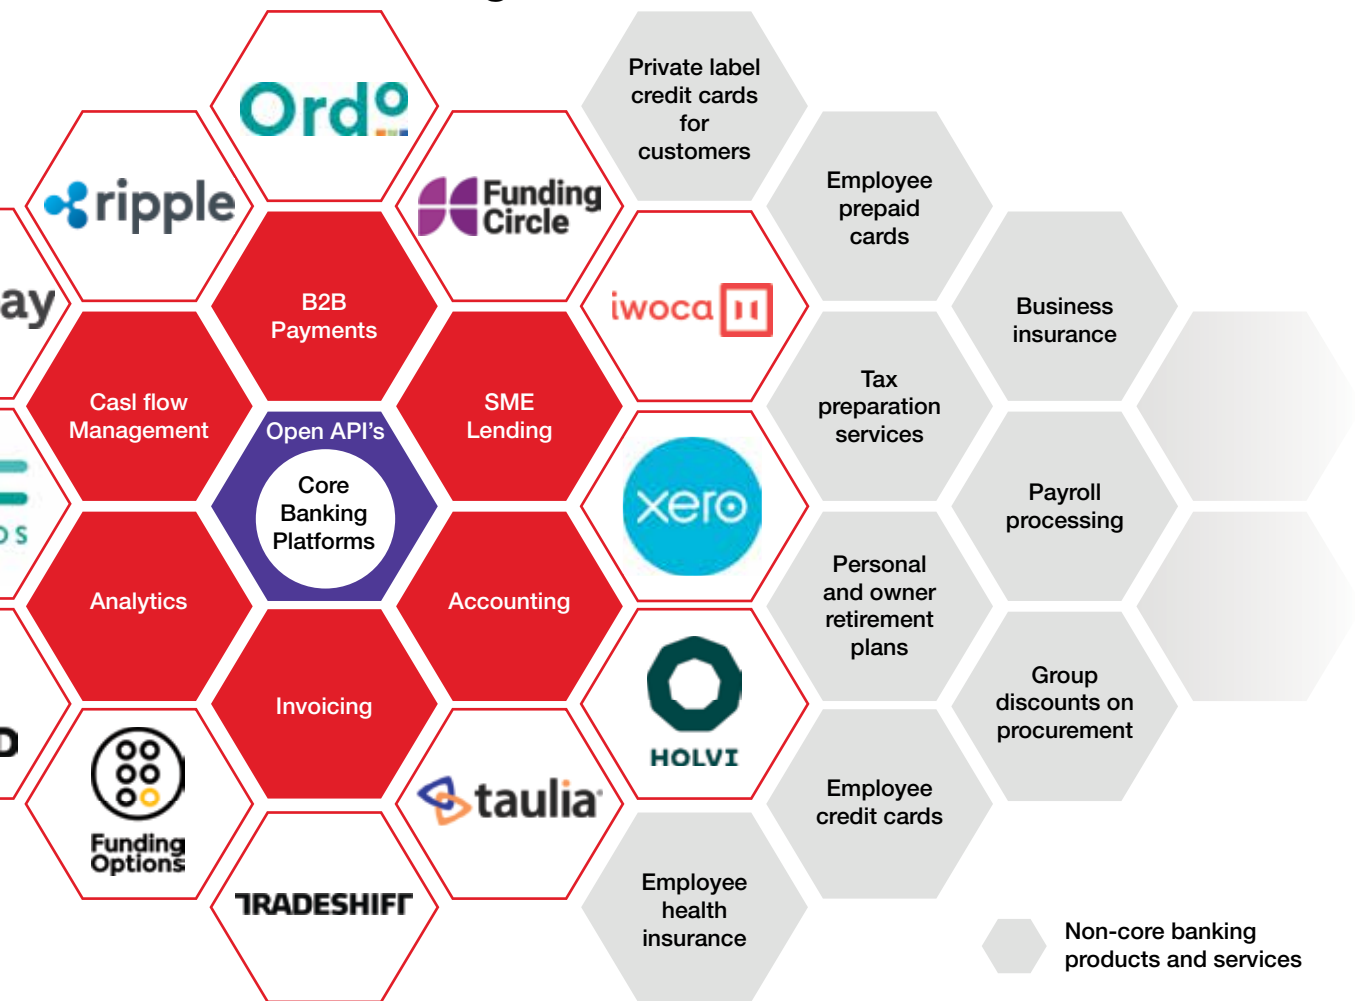 Ordo
ripple
Funding
Circle
Private label
credit cards
for
customers
Employee
prepaid
cards
ay
B2B
Payments
iwoca
Business
insurance
Casl flow
Management
SME
Lending
Tax
preparation
services
Open API's
Core
Banking
Platforms
xero
Payroll
processing
OS
Analytics
Accounting
Personal
and owner
retirement
plans
Invoicing
HOLVI
Group
discounts on
procurement
D
Funding
Options
taulia
Employee
credit cards
TRADESHIFT
Employee
health
insurance
Non-core banking
products and services